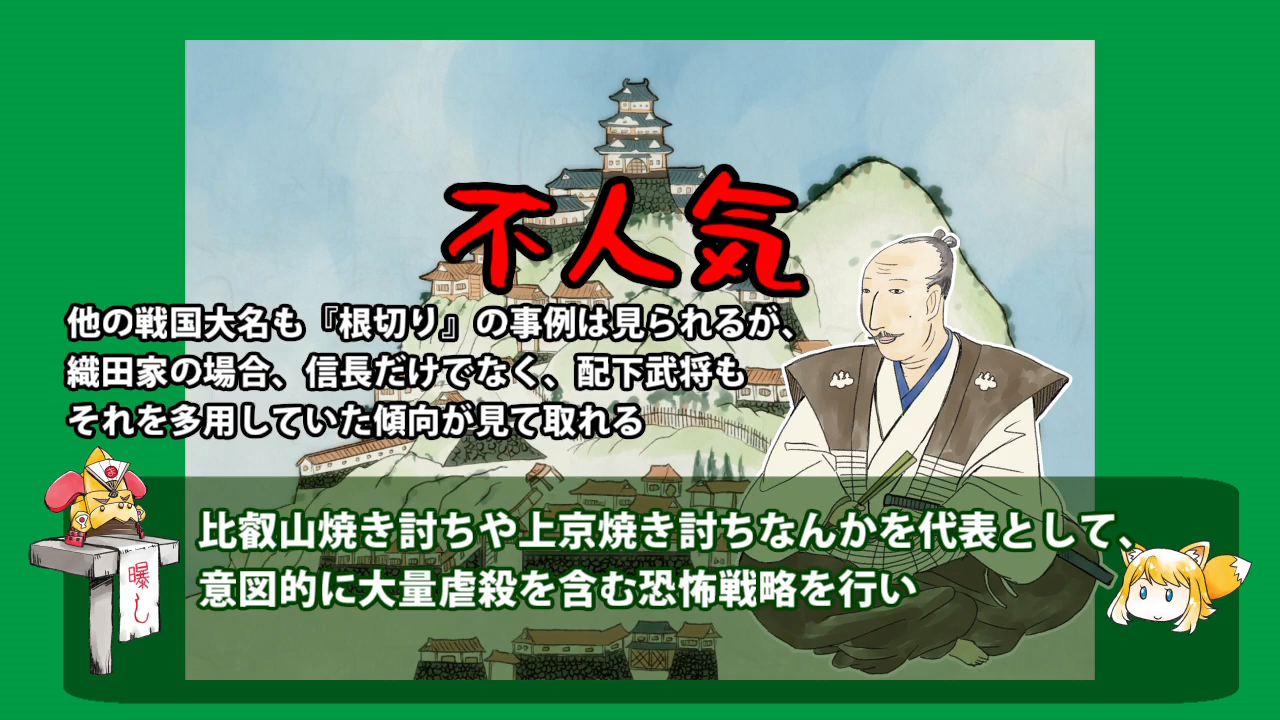 不人気
他の戦国大名も『根切り』の事例は見られるが、
織田家の場合、信長だけでなく、配下武将も
それを多用していた傾向が見て取れる
比叡山焼き討ちや上京焼き討ちなんかを代表として、
意図的に大量虐殺を含む恐怖戦略を行い
曝し